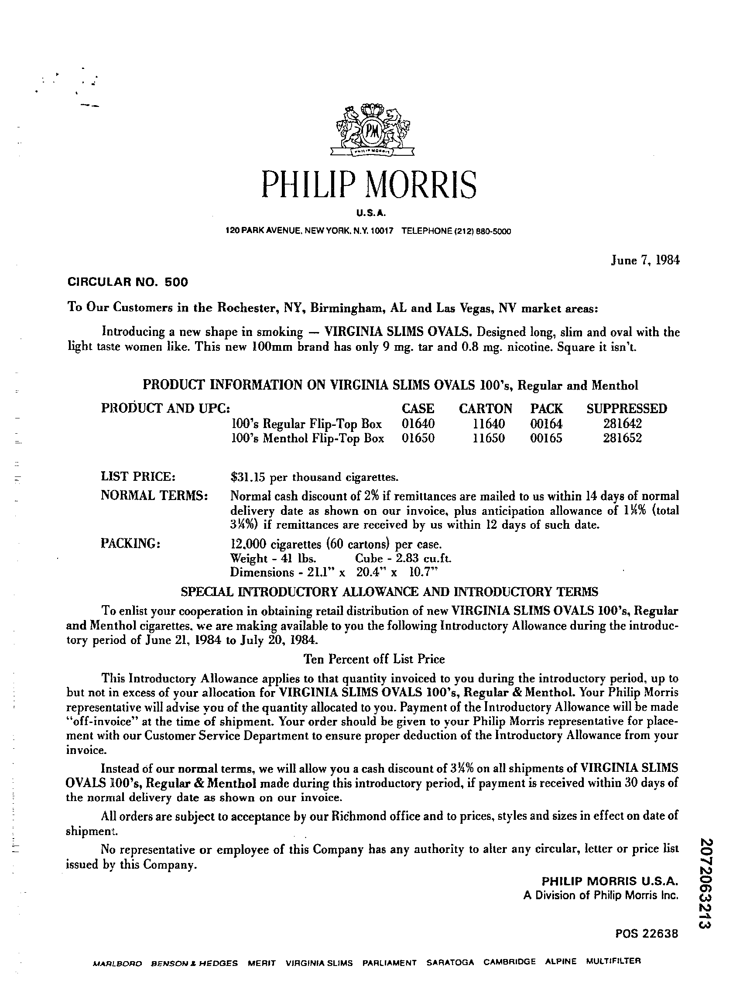 PM
PHILIP MORRIS
PHILIP MORRIS
U.S.A.
120 PARK AVENUE, NEW YORK, N.Y. 10017 TELEPHONE (212) 880-5000
June 7, 1984
CIRCULAR NO. 500
To Our Customers in the Rochester, NY, Birmingham, AL and Las Vegas, NV market areas:
Introducing a new shape in smoking — VIRGINIA SLIMS OVALS. Designed long, slim and oval with the
light taste women like. This new 100mm brand has only 9 mg. tar and 0.8 mg. nicotine. Square it isn't.
PRODUCT INFORMATION ON VIRGINIA SLIMS OVALS 100's, Regular and Menthol
PRODUCT AND UPC: CASE CARTON PACK SUPPRESSED
100's Regular Flip-Top Box 01640 11640 00164 281642
100's Menthol Flip-Top Box 01650 11650 00165 281652
LIST PRICE: $31.15 per thousand cigarettes.
NORMAL TERMS: Normal cash discount of 2% if remittances are mailed to us within 14 days of normal
delivery date as shown on our invoice, plus anticipation allowance of 1¼% (total
3¼%) if remittances are received by us within 12 days of such date.
PACKING: 12,000 cigarettes (60 cartons) per case.
Weight - 41 lbs. Cube - 2.83 cu.ft.
Dimensions - 21.1" x 20.4" x 10.7"
SPECIAL INTRODUCTORY ALLOWANCE AND INTRODUCTORY TERMS
To enlist your cooperation in obtaining retail distribution of new VIRGINIA SLIMS OVALS 100's, Regular
and Menthol cigarettes, we are making available to you the following Introductory Allowance during the introduc-
tory period of June 21, 1984 to July 20, 1984.
Ten Percent off List Price
This Introductory Allowance applies to that quantity invoiced to you during the introductory period, up to
but not in excess of your allocation for VIRGINIA SLIMS OVALS 100's, Regular & Menthol. Your Philip Morris
representative will advise you of the quantity allocated to you. Payment of the Introductory Allowance will be made
"off-invoice" at the time of shipment. Your order should be given to your Philip Morris representative for place-
ment with our Customer Service Department to ensure proper deduction of the Introductory Allowance from your
invoice.
Instead of our normal terms, we will allow you a cash discount of 3¼% on all shipments of VIRGINIA SLIMS
OVALS 100's, Regular & Menthol made during this introductory period, if payment is received within 30 days of
the normal delivery date as shown on our invoice.
All orders are subject to acceptance by our Richmond office and to prices, styles and sizes in effect on date of
shipment.
No representative or employee of this Company has any authority to alter any circular, letter or price list
issued by this Company.
PHILIP MORRIS U.S.A.
A Division of Philip Morris Inc.
2072063213
POS 22638
MARLBORO BENSON & HEDGES MERIT VIRGINIA SLIMS PARLIAMENT SARATOGA CAMBRIDGE ALPINE MULTIFILTER